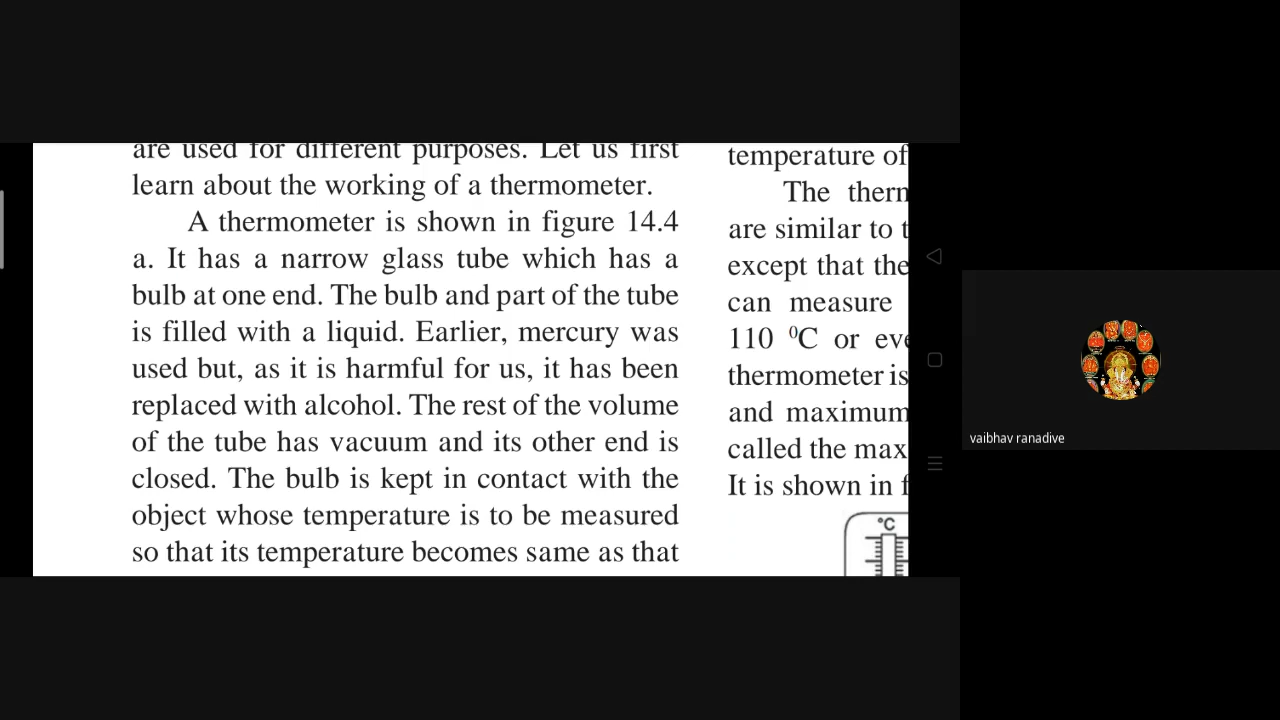 are used for different purposes. Let us first
learn about the working of a thermometer.
A thermometer is shown in figure 14.4
a. It has a narrow glass tube which has a
bulb at one end. The bulb and part of the tube
is filled with a liquid. Earlier, mercury was
used but, as it is harmful for us, it has been
replaced with alcohol. The rest of the volume
of the tube has vacuum and its other end is
closed. The bulb is kept in contact with the
object whose temperature is to be measured
so that its temperature becomes same as that
temperature of
The therm
are similar to t
except that the
can measure
110 ⁰C or eve
thermometer is
and maximum
called the max
It is shown in f
°C
vaibhav ranadive